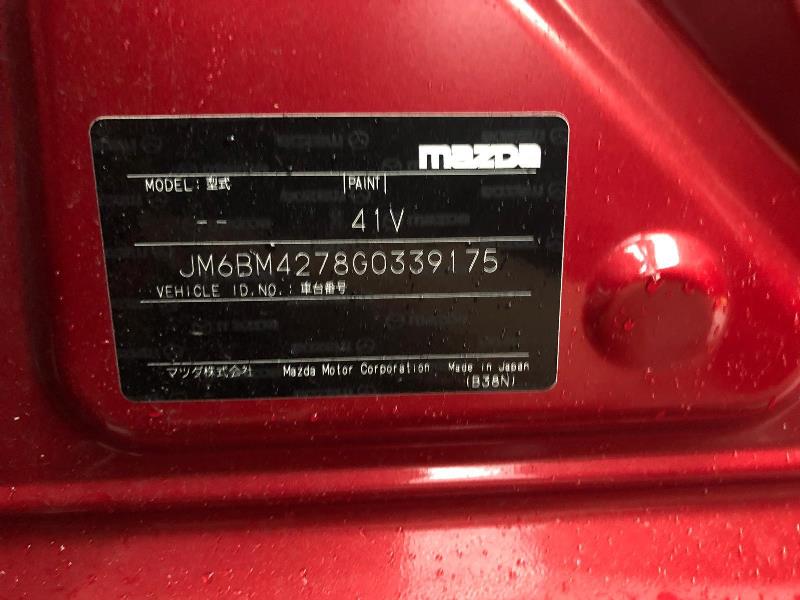 mazda
MODEL: 型式 |PAINT|
-- 41V
JM6BM4278G0339175
VEHICLE ID.NO.: 車台番号
マツダ株式会社 Mazda Motor Corporation Made in Japan
(B38N)